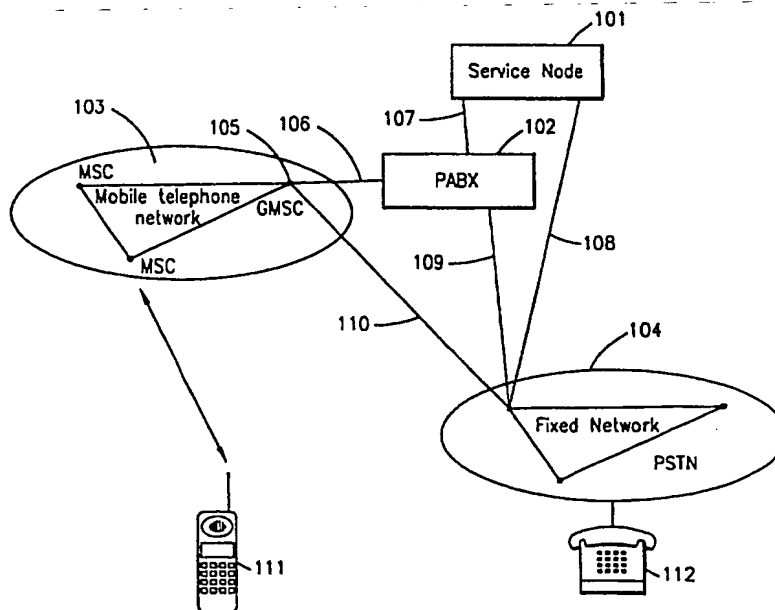 101
Service Node
103
105
106
107
102
MSC
Mobile telephone
network
GMSC
PABX
MSC
109
108
110
104
Fixed Network
PSTN
111
112